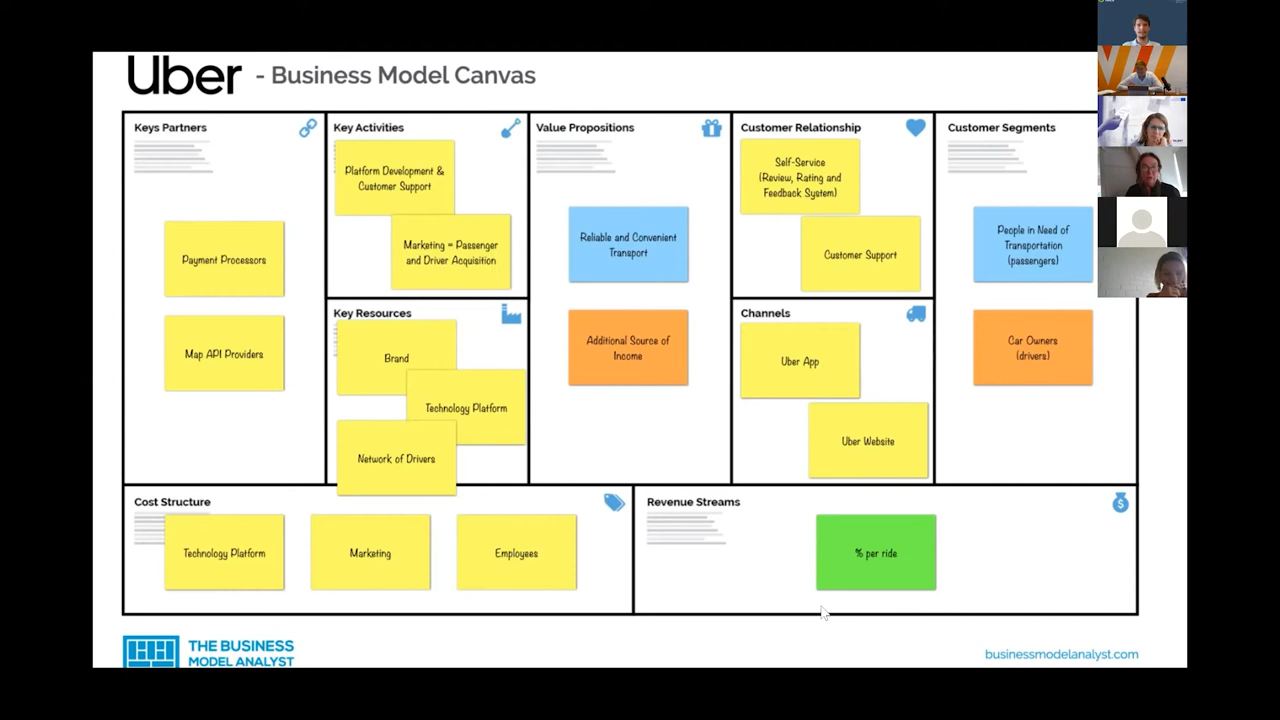 Uber - Business Model Canvas
Keys Partners
Payment Processors
Map API Providers
Key Activities
Platform Development &
Customer Support
Marketing = Passenger
and Driver Acquisition
Key Resources
Brand
Technology Platform
Network of Drivers
Value Propositions
Reliable and Convenient
Transport
Additional Source of
Income
Customer Relationship
Self-Service
(Review, Rating and
Feedback System)
Customer Support
Channels
Uber App
Uber Website
Customer Segments
People in Need of
Transportation
(passengers)
Car Owners
(drivers)
Cost Structure
Technology Platform
Marketing
Employees
Revenue Streams
% per ride
THE BUSINESS
MODEL ANALYST
businessmodelanalyst.com